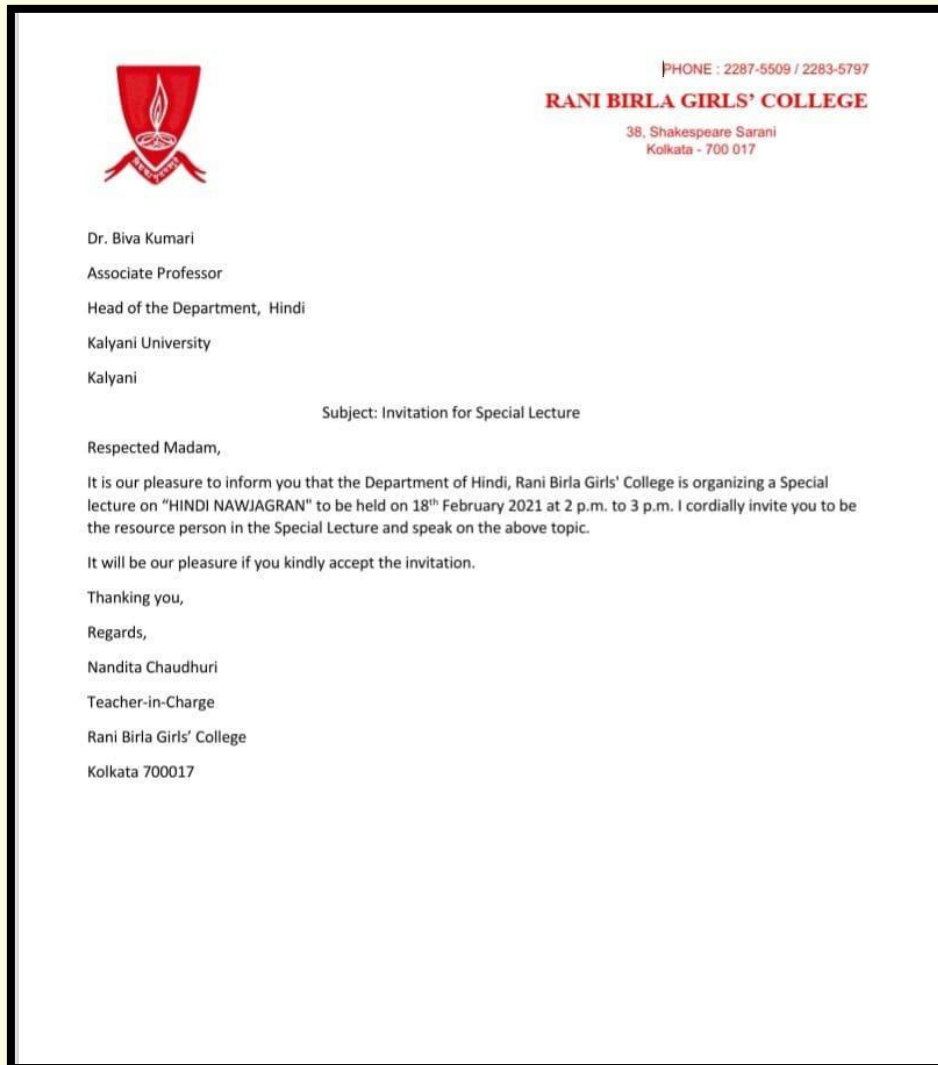 PHONE : 2287-5509 / 2283-5797
RANI BIRLA GIRLS’ COLLEGE
38, Shakespeare Sarani
Kolkata - 700 017
Dr. Biva Kumari
Associate Professor
Head of the Department,  Hindi
Kalyani University
Kalyani
Subject: Invitation for Special Lecture
Respected Madam,
It is our pleasure to inform you that the Department of Hindi, Rani Birla Girls' College is organizing a Special
lecture on “HINDI NAWJAGRAN" to be held on 18th February 2021 at 2 p.m. to 3 p.m. I cordially invite you to be
the resource person in the Special Lecture and speak on the above topic.
It will be our pleasure if you kindly accept the invitation.
Thanking you,
Regards,
Nandita Chaudhuri
Teacher-in-Charge
Rani Birla Girls’ College
Kolkata 700017